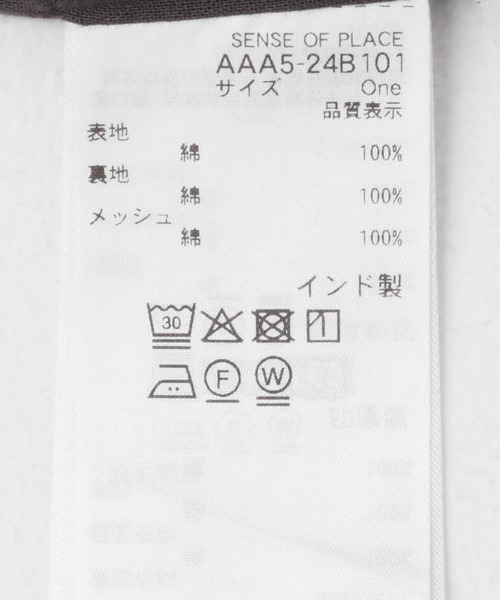 SENSE OF PLACE
AAA5-24B101
サイズ One
品質表示
表地
綿 100%
裏地
綿 100%
メッシュ
綿 100%
インド製
30
F W